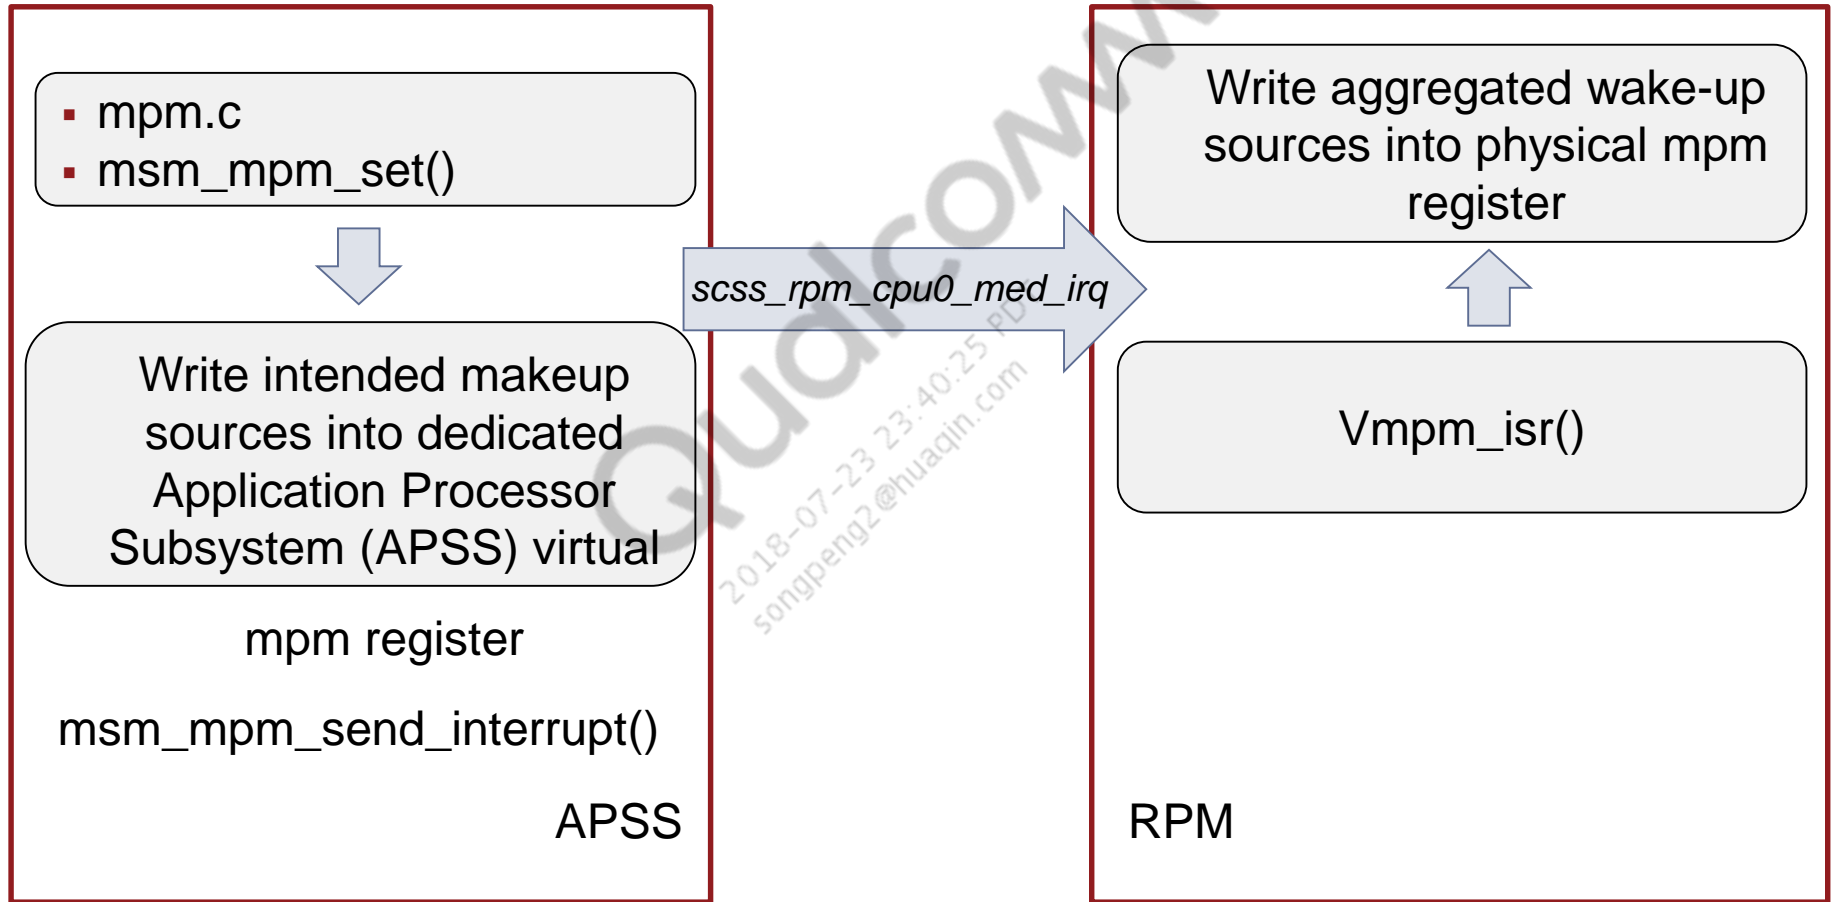 mpm.c
msm_mpm_set()
Write intended makeup
sources into dedicated
Application Processor
Subsystem (APSS) virtual
mpm register
msm_mpm_send_interrupt()
APSS
scss_rpm_cpu0_med_irq
Write aggregated wake-up
sources into physical mpm
register
Vmpm_isr()
RPM
Qualcomm
2018-07-23 23:40:25 PD
songpeng2@huaqin.com